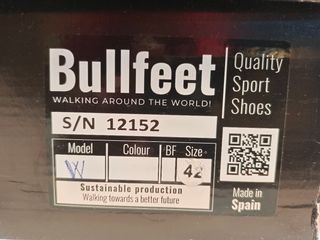 Bullfeet
WALKING AROUND THE WORLD!
Quality
Sport
Shoes
S/N 12152
Model Colour BF Size
W 42
Sustainable production
Walking towards a better future
Made in
Spain